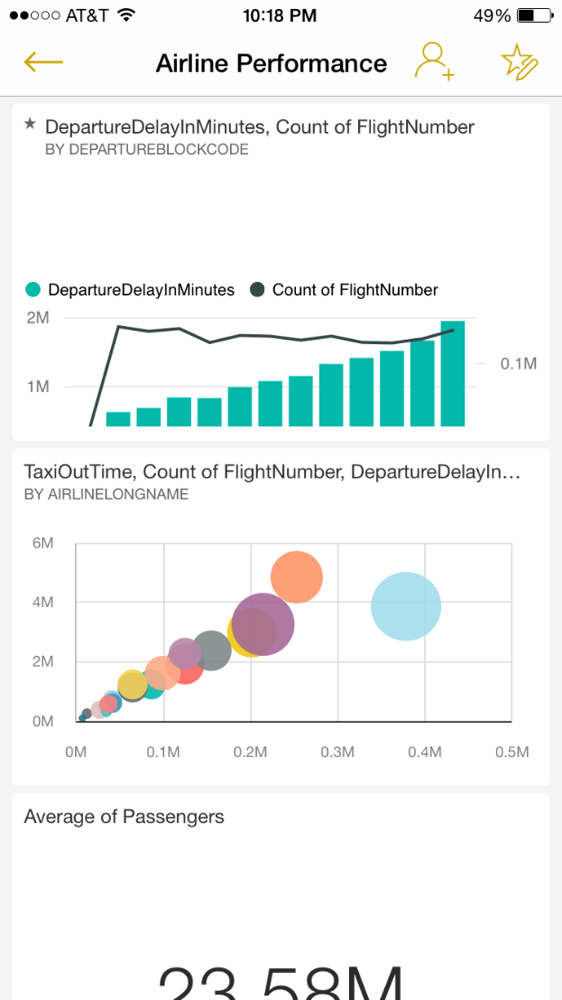 AT&T 10:18 PM 49%
Airline Performance
DepartureDelayInMinutes, Count of FlightNumber
BY DEPARTUREBLOCKCODE
DepartureDelayInMinutes Count of FlightNumber
2M
0.1M
1M
TaxiOutTime, Count of FlightNumber, DepartureDelayIn...
BY AIRLINELONGNAME
6M
4M
2M
0M
0M 0.1M 0.2M 0.3M 0.4M 0.5M
Average of Passengers
23.58M